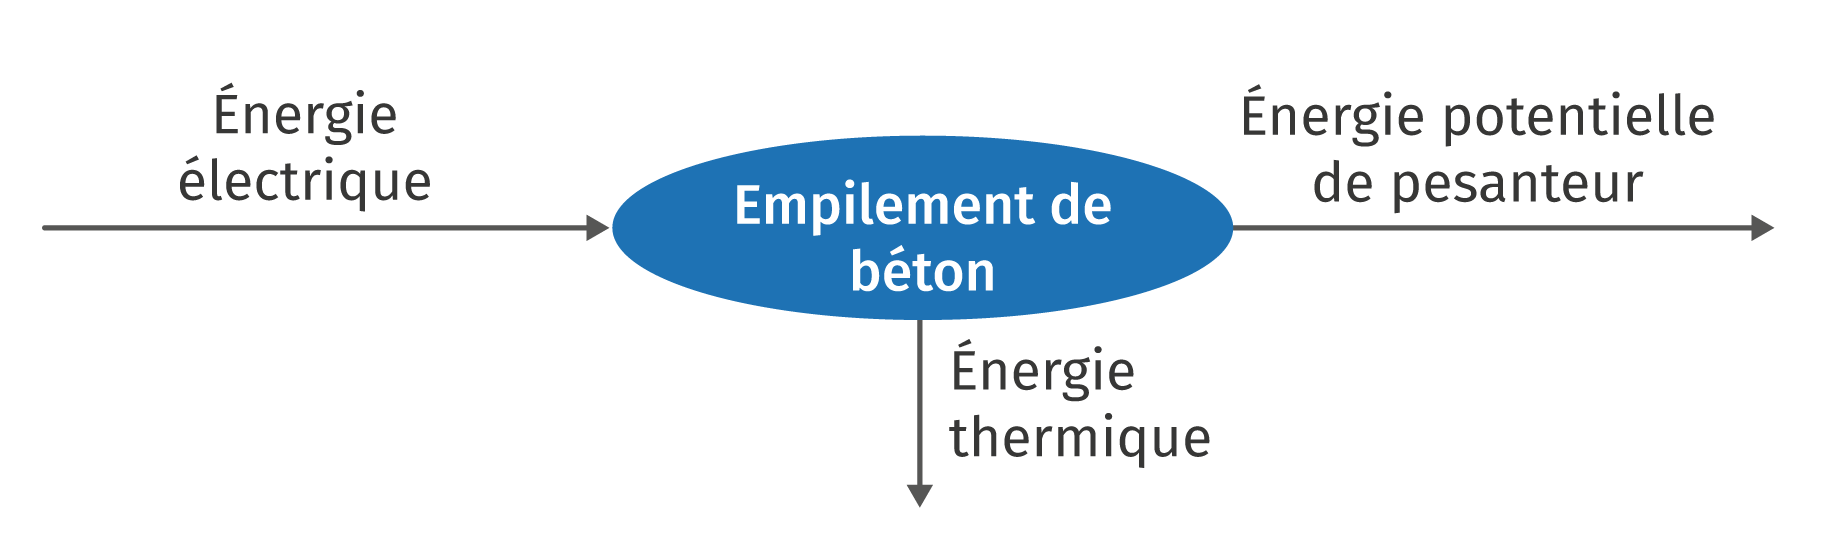 Énergie
électrique
Empilement de
béton
Énergie potentielle
de pesanteur
Énergie
thermique